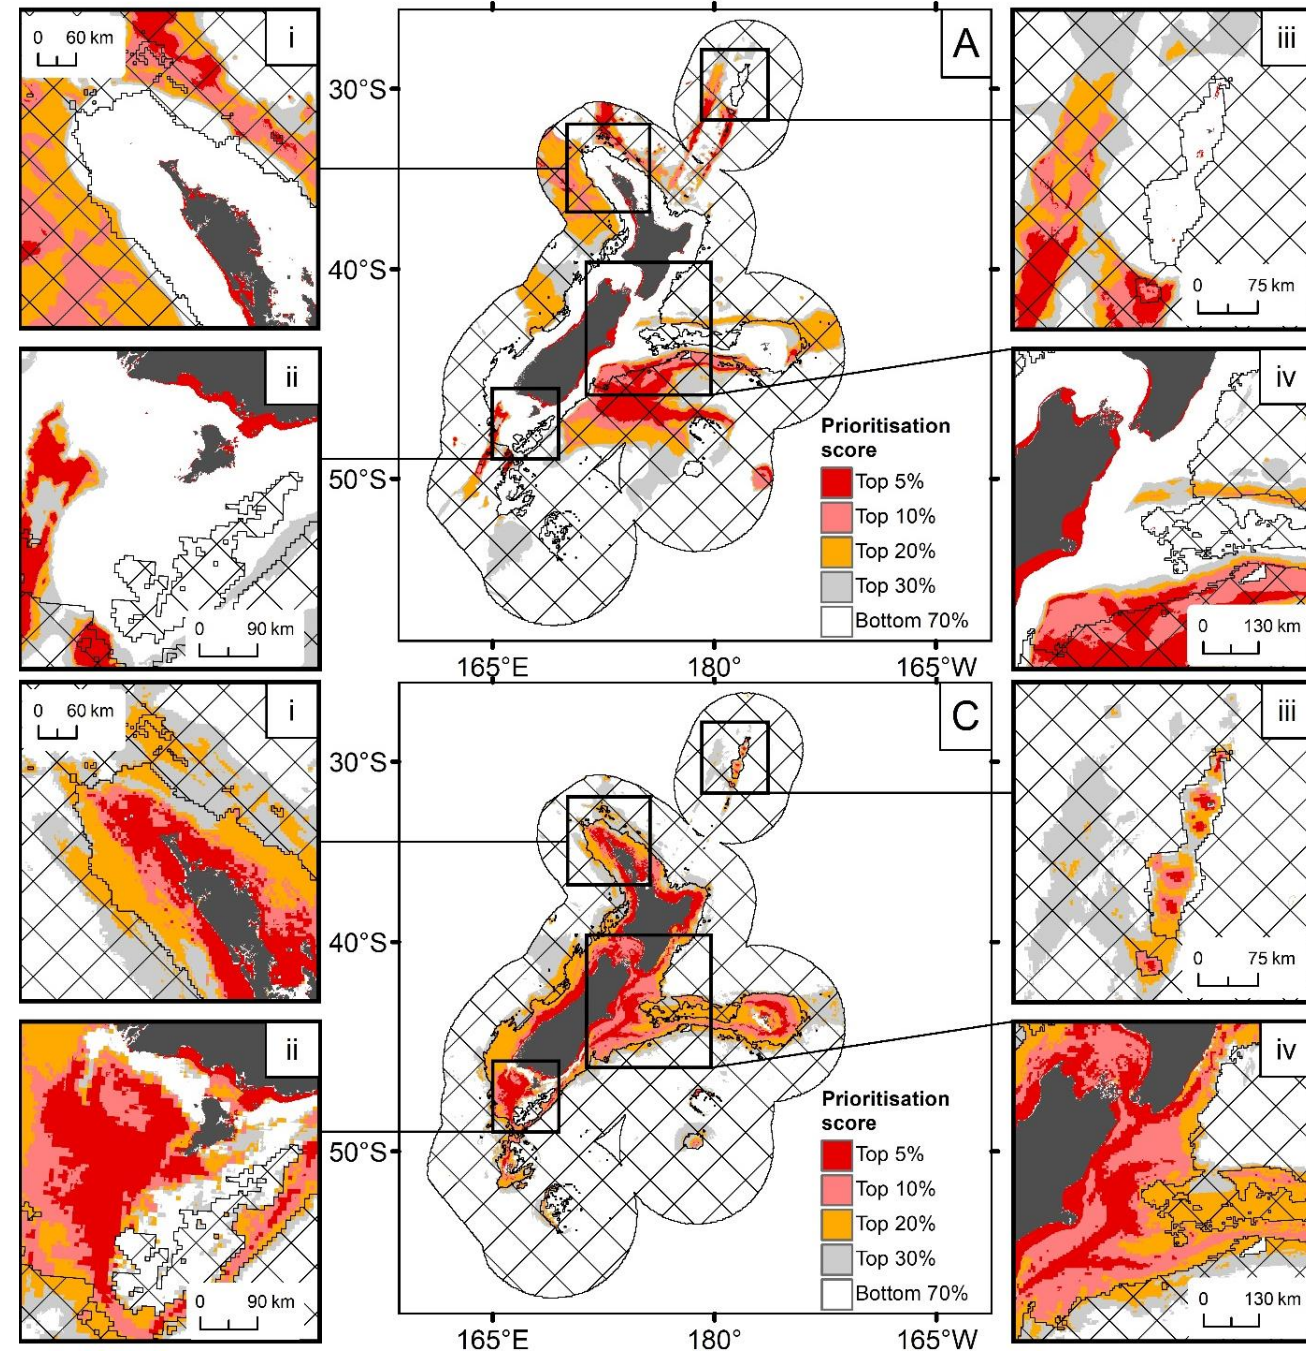 0 60 km
i
A
iii
30°S
0 75 km
ii
40°S
iv
50°S
0 90 km
Prioritisation
score
Top 5%
Top 10%
Top 20%
Top 30%
Bottom 70%
0 130 km
165°E 180° 165°W
0 60 km
i
C
iii
30°S
0 75 km
ii
40°S
iv
50°S
0 90 km
Prioritisation
score
Top 5%
Top 10%
Top 20%
Top 30%
Bottom 70%
0 130 km
165°E 180° 165°W